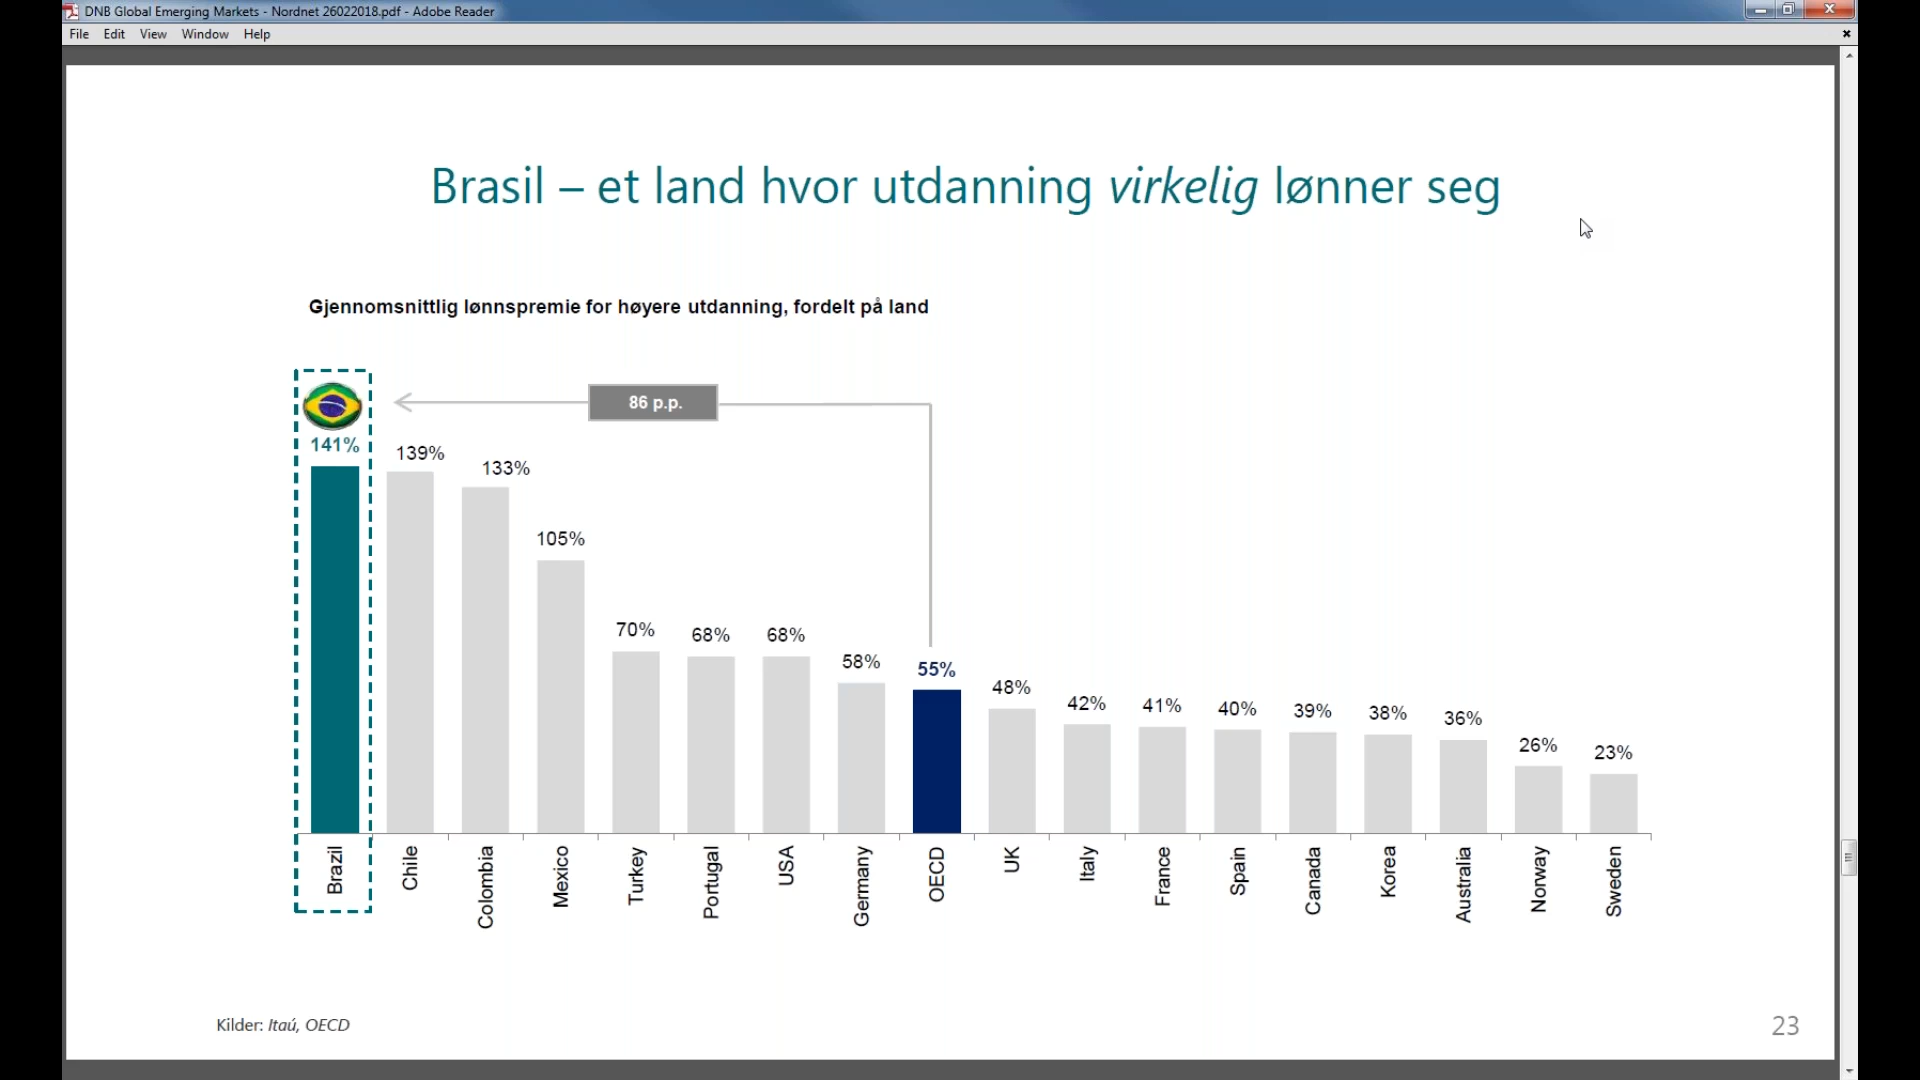 DNB Global Emerging Markets - Nordnet 26022018.pdf - Adobe Reader
File Edit View Window Help
Brasil – et land hvor utdanning virkelig lønner seg
Gjennomsnittlig lønnspremie for høyere utdanning, fordelt på land
86 p.p.
141%
139%
133%
105%
70%
68%
68%
58%
55%
48%
42%
41%
40%
39%
38%
36%
26%
23%
Brazil
Chile
Colombia
Mexico
Turkey
Portugal
USA
Germany
OECD
UK
Italy
France
Spain
Canada
Korea
Australia
Norway
Sweden
Kilder: Itaú, OECD
23